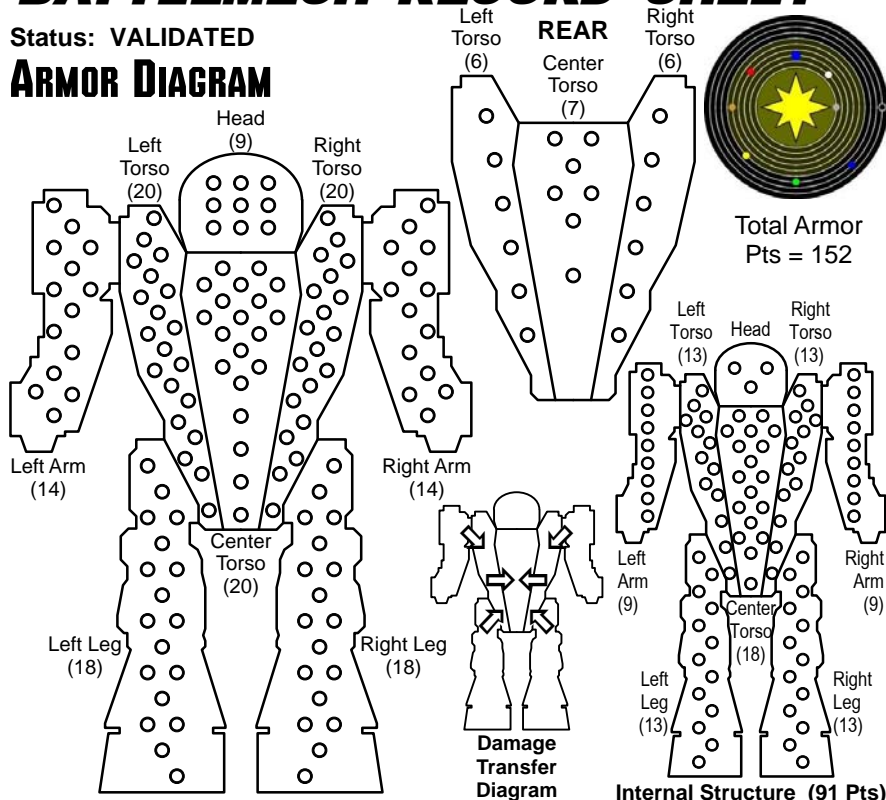 BATTLEMECH RECORD SHEET
Status: VALIDATED
ARMOR DIAGRAM
Head
(9)
Left
Torso
(20)
Right
Torso
(20)
Left Arm
(14)
Right Arm
(14)
Center
Torso
(20)
Left Leg
(18)
Right Leg
(18)
REAR
Left
Torso
(6)
Center
Torso
(7)
Right
Torso
(6)
Total Armor
Pts = 152
Damage
Transfer
Diagram
Left
Torso
(13)
Head
Right
Torso
(13)
Left
Arm
(9)
Right
Arm
(9)
Center
Torso
(18)
Left
Leg
(13)
Right
Leg
(13)
Internal Structure (91 Pts)